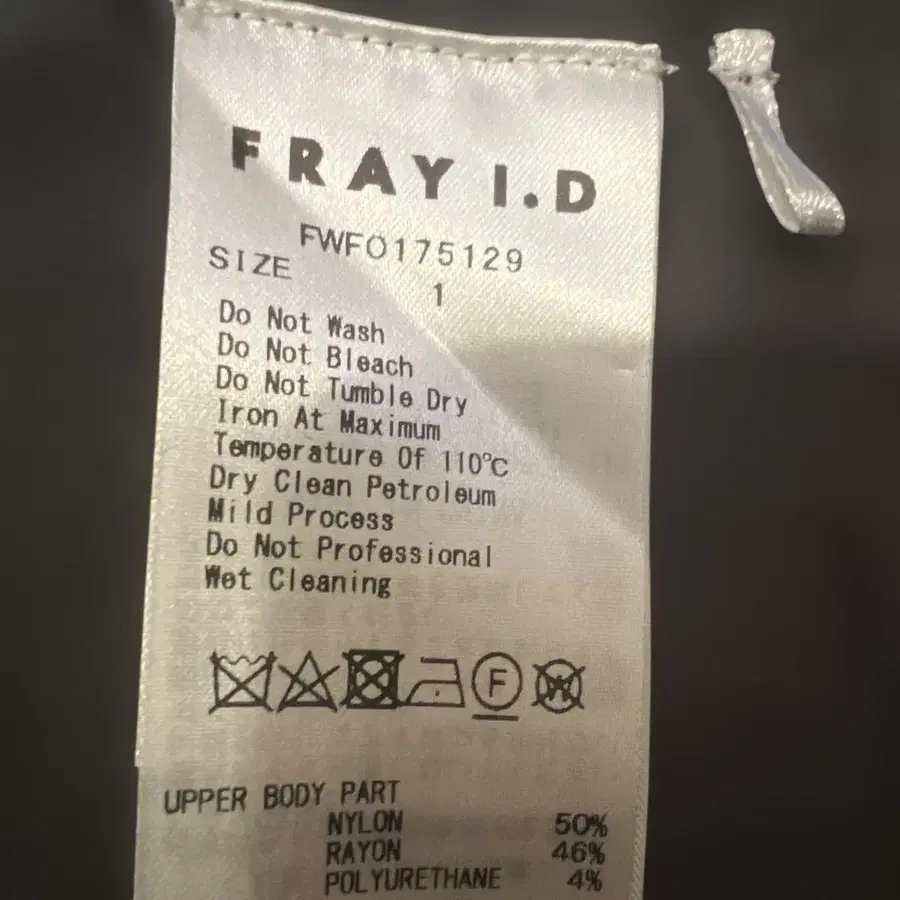 FRAY I.D
FWFO175129
SIZE
1
Do Not Wash
Do Not Bleach
Do Not Tumble Dry
Iron At Maximum
Temperature Of 110℃
Dry Clean Petroleum
Mild Process
Do Not Professional
Wet Cleaning
F W
UPPER BODY PART
NYLON 50%
RAYON 46%
POLYURETHANE 4%